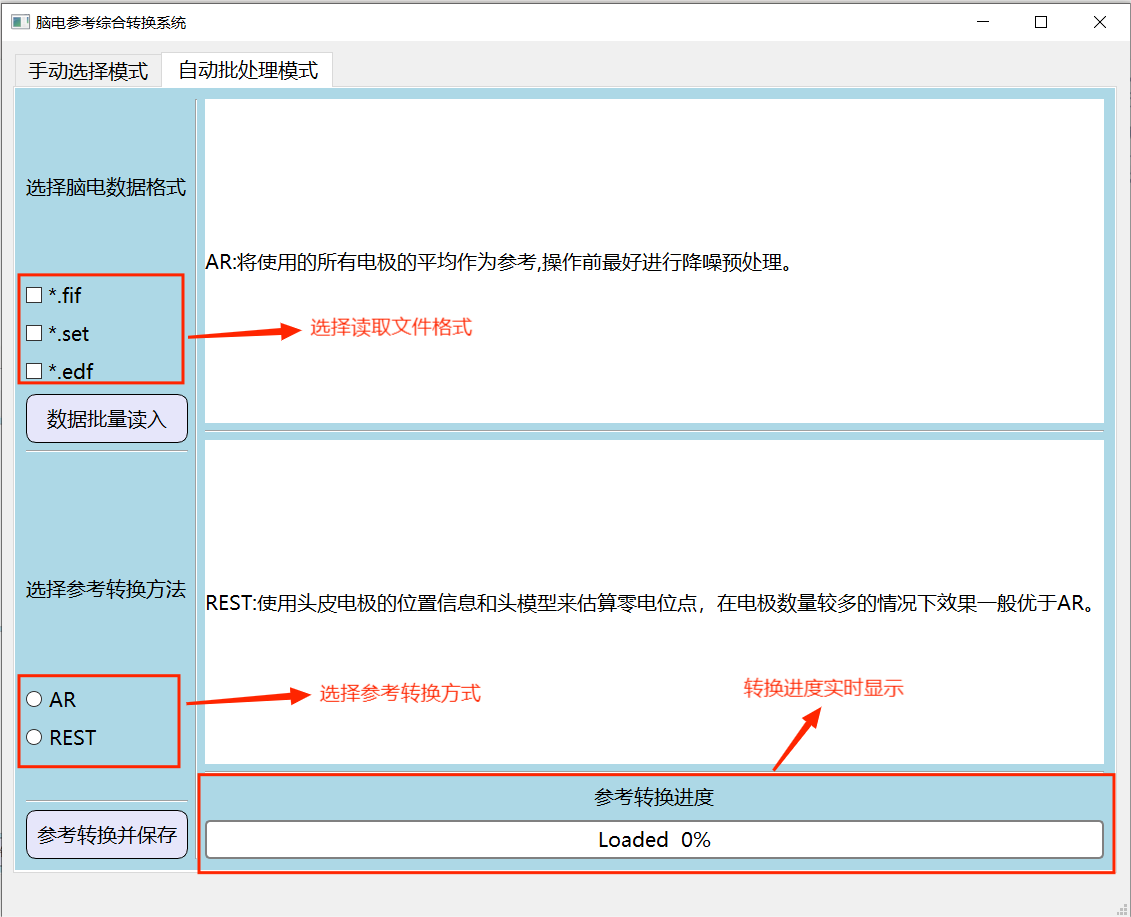 脑电参考综合转换系统
手动选择模式
自动批处理模式
选择脑电数据格式
AR:将使用的所有电极的平均作为参考,操作前最好进行降噪预处理。
*.fif
*.set
*.edf
选择读取文件格式
数据批量读入
选择参考转换方法
REST:使用头皮电极的位置信息和头模型来估算零电位点，在电极数量较多的情况下效果一般优于AR。
AR
REST
选择参考转换方式
转换进度实时显示
参考转换进度
参考转换并保存
Loaded 0%